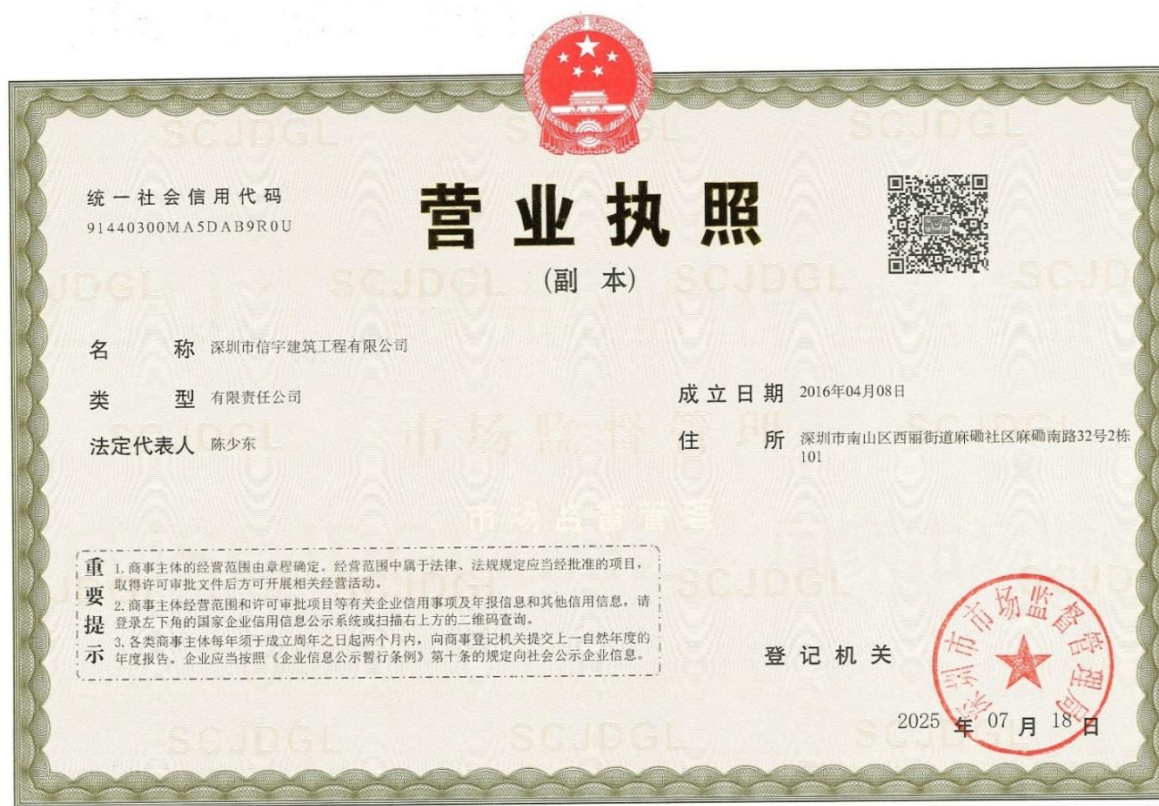 统一社会信用代码
91440300MA5DAB9R0U
营业执照
(副 本)
名 称 深圳市信宇建筑工程有限公司
类 型 有限责任公司
法定代表人 陈少东
成立日期 2016年04月08日
住 所 深圳市南山区西丽街道麻磡社区麻磡南路32号2栋
101
重要提示
1. 商事主体的经营范围由章程确定。经营范围中属于法律、法规规定应当经批准的项目，
取得许可审批文件后方可开展相关经营活动。
2. 商事主体经营范围和许可审批项目等有关企业信用事项及年报信息和其他信用信息，请
登录左下角的国家企业信用信息公示系统或扫描右上方的二维码查询。
3. 各类商事主体每年须于成立周年之日起两个月内，向商事登记机关提交上一自然年度的
年度报告。企业应当按照《企业信息公示暂行条例》第十条的规定向社会公示企业信息。
登记机关
深圳市市场监督管理局
2025 年 07 月 18 日
SCJDGL
市场监督管理